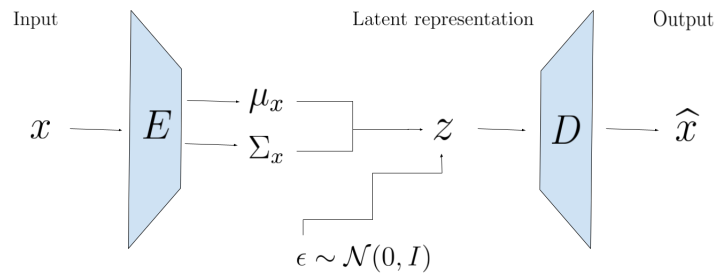 Input Latent representation Output
x E μ_x z D x̂
Σ_x
ϵ ∼ 𝒩(0, I)